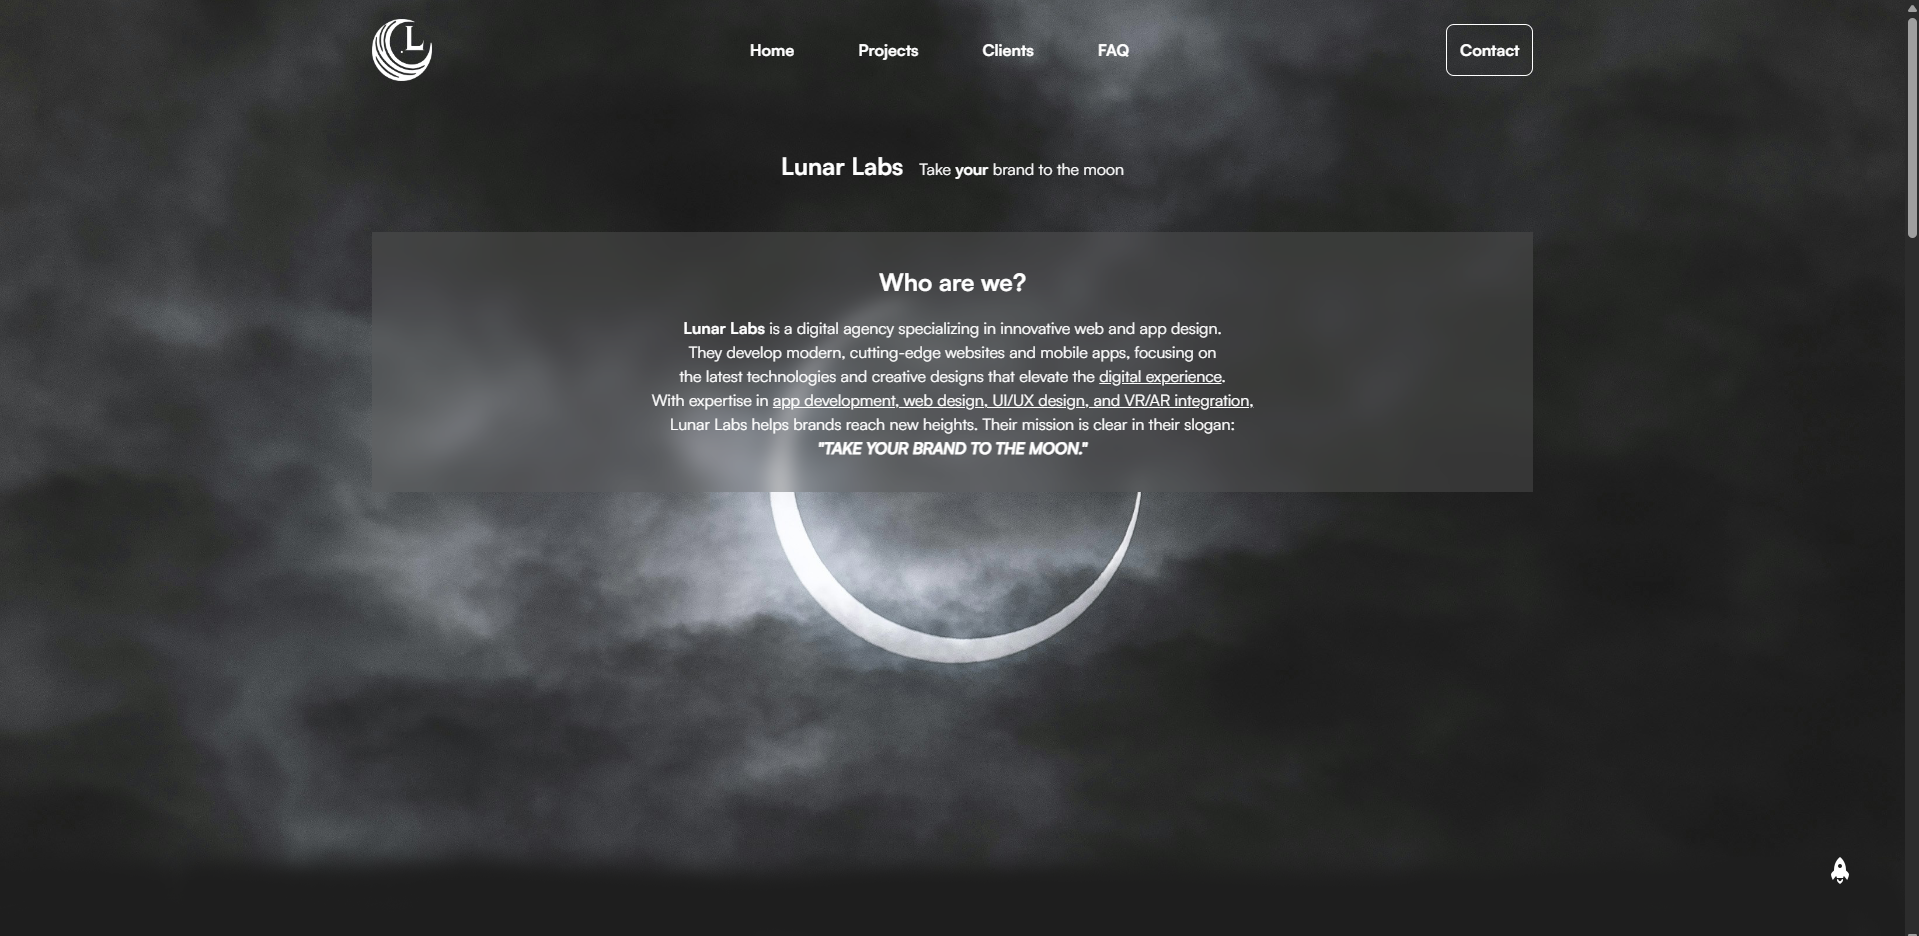 L
Home Projects Clients FAQ Contact
Lunar Labs Take your brand to the moon
Who are we?
Lunar Labs is a digital agency specializing in innovative web and app design.
They develop modern, cutting-edge websites and mobile apps, focusing on
the latest technologies and creative designs that elevate the digital experience.
With expertise in app development, web design, UI/UX design, and VR/AR integration,
Lunar Labs helps brands reach new heights. Their mission is clear in their slogan:
"TAKE YOUR BRAND TO THE MOON."